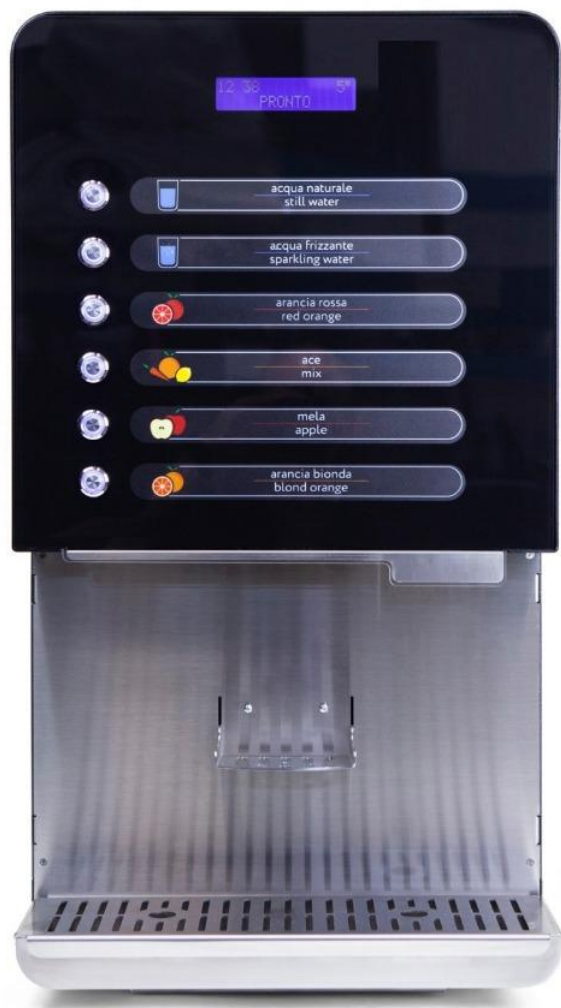 12 36 5°
PRONTO
acqua naturale
still water
acqua frizzante
sparkling water
arancia rossa
red orange
ace
mix
mela
apple
arancia bionda
blond orange